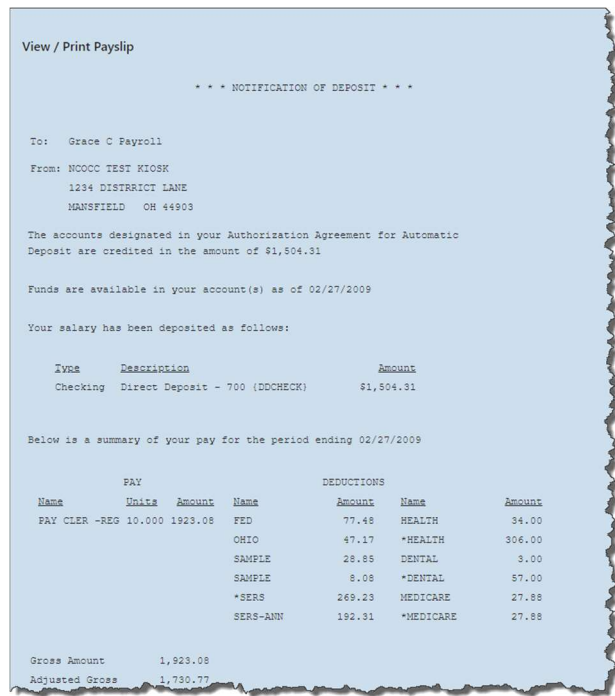 View / Print Payslip
* * * NOTIFICATION OF DEPOSIT * * *
To: Grace C Payroll
From: NCOCC TEST KIOSK
1234 DISTRRICT LANE
MANSFIELD OH 44903
The accounts designated in your Authorization Agreement for Automatic
Deposit are credited in the amount of $1,504.31
Funds are available in your account(s) as of 02/27/2009
Your salary has been deposited as follows:
Type Description Amount
Checking Direct Deposit - 700 (DDCHECK) $1,504.31
Below is a summary of your pay for the period ending 02/27/2009
PAY DEDUCTIONS
Name Units Amount Name Amount Name Amount
PAY CLER -REG 10.000 1923.08 FED 77.48 HEALTH 34.00
OHIO 47.17 *HEALTH 306.00
SAMPLE 28.85 DENTAL 3.00
SAMPLE 8.08 *DENTAL 57.00
*SERS 269.23 MEDICARE 27.88
SERS-ANN 192.31 *MEDICARE 27.88
Gross Amount 1,923.08
Adjusted Gross 1,730.77